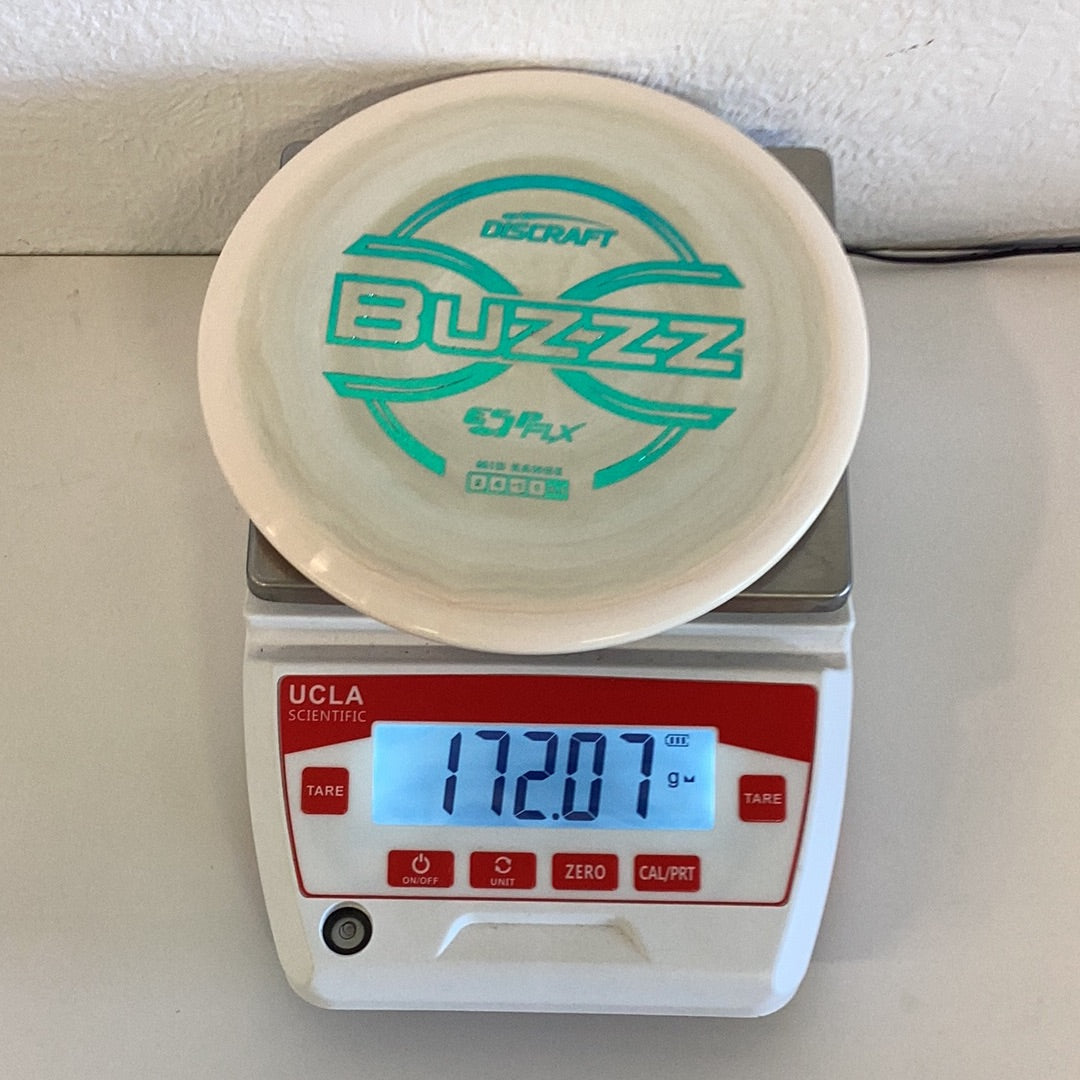 DISCRAFT
BUZZZ
ESP FLX
MID RANGE
UCLA
SCIENTIFIC
172.07
g
TARE
TARE
ON/OFF
UNIT
ZERO
CAL/PRT